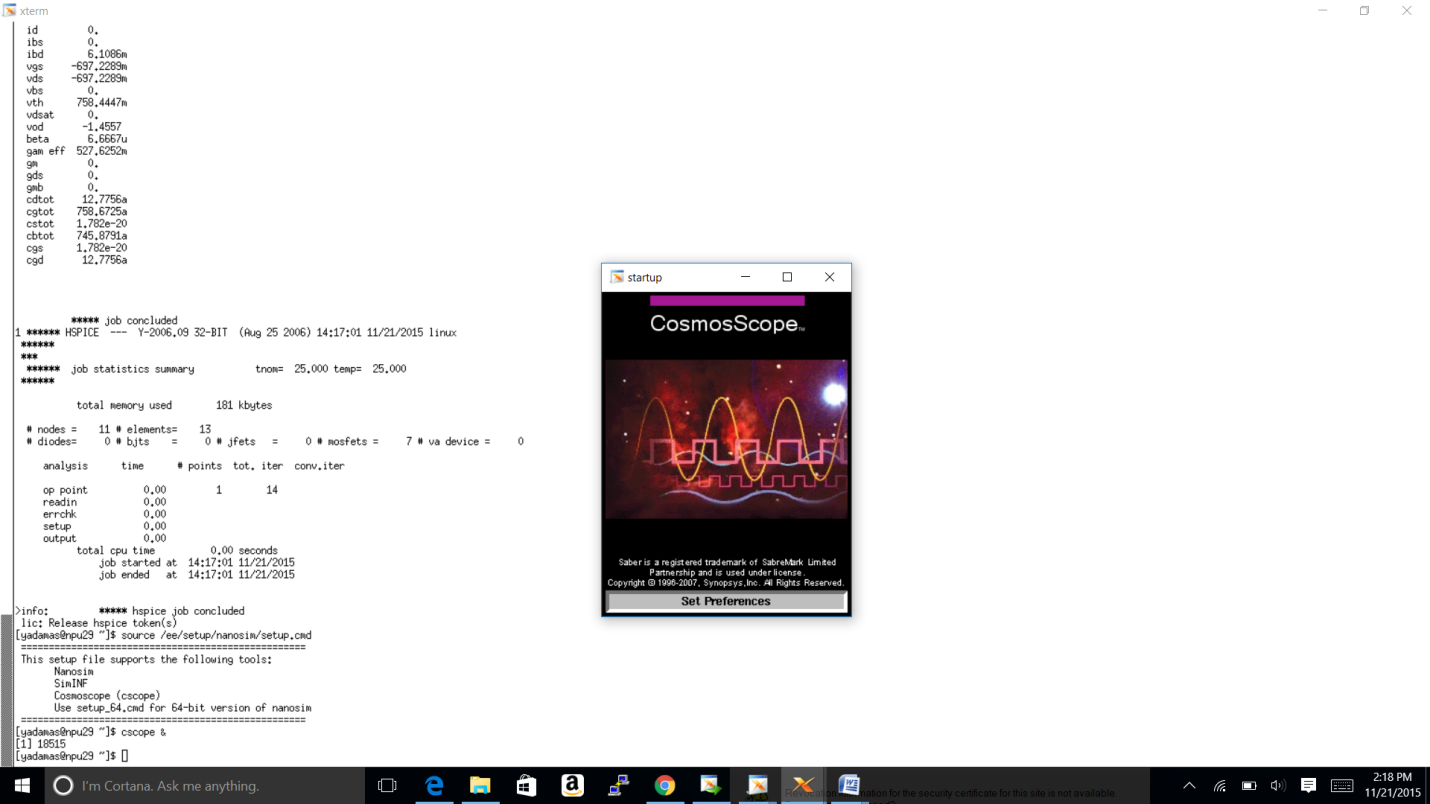 xterm
id 0.
ibs 0.
ibd 6.1086m
vgs -697.2289m
vds -697.2289m
vbs 0.
vth 758.4447m
vdsat 0.
vod -1.4557
beta 6.6667u
gam eff 527.6252m
gm 0.
gds 0.
gmb 0.
cdtot 12.7756a
cgtot 758.6725a
cstot 1.782e-20
cbtot 745.8791a
cgs 1.782e-20
cgd 12.7756a
***** job concluded
1 ****** HSPICE --- Y-2006.09 32-BIT (Aug 25 2006) 14:17:01 11/21/2015 linux
******
***
****** job statistics summary tnom= 25.000 temp= 25.000
******
total memory used 181 kbytes
# nodes = 11 # elements= 13
# diodes= 0 # bjts = 0 # jfets = 0 # mosfets = 7 # va device = 0
analysis time # points tot. iter conv.iter
op point 0.00 1 14
readin 0.00
errchk 0.00
setup 0.00
output 0.00
total cpu time 0.00 seconds
job started at 14:17:01 11/21/2015
job ended at 14:17:01 11/21/2015
>info: ***** hspice job concluded
lic: Release hspice token(s)
[yadamas@npu29 ~]$ source /ee/setup/nanosim/setup.cmd
===================================================
This setup file supports the following tools:
Nanosim
SimINF
Cosmoscope (cscope)
Use setup_64.cmd for 64-bit version of nanosim
===================================================
[yadamas@npu29 ~]$ cscope &
[1] 18515
[yadamas@npu29 ~]$
startup
CosmosScope™
Saber is a registered trademark of SabreMark Limited
Partnership and is used under license.
Copyright © 1996-2007, Synopsys,Inc. All Rights Reserved.
Set Preferences
I'm Cortana. Ask me anything.
information for the security certificate for this site is not available.
2:18 PM
11/21/2015